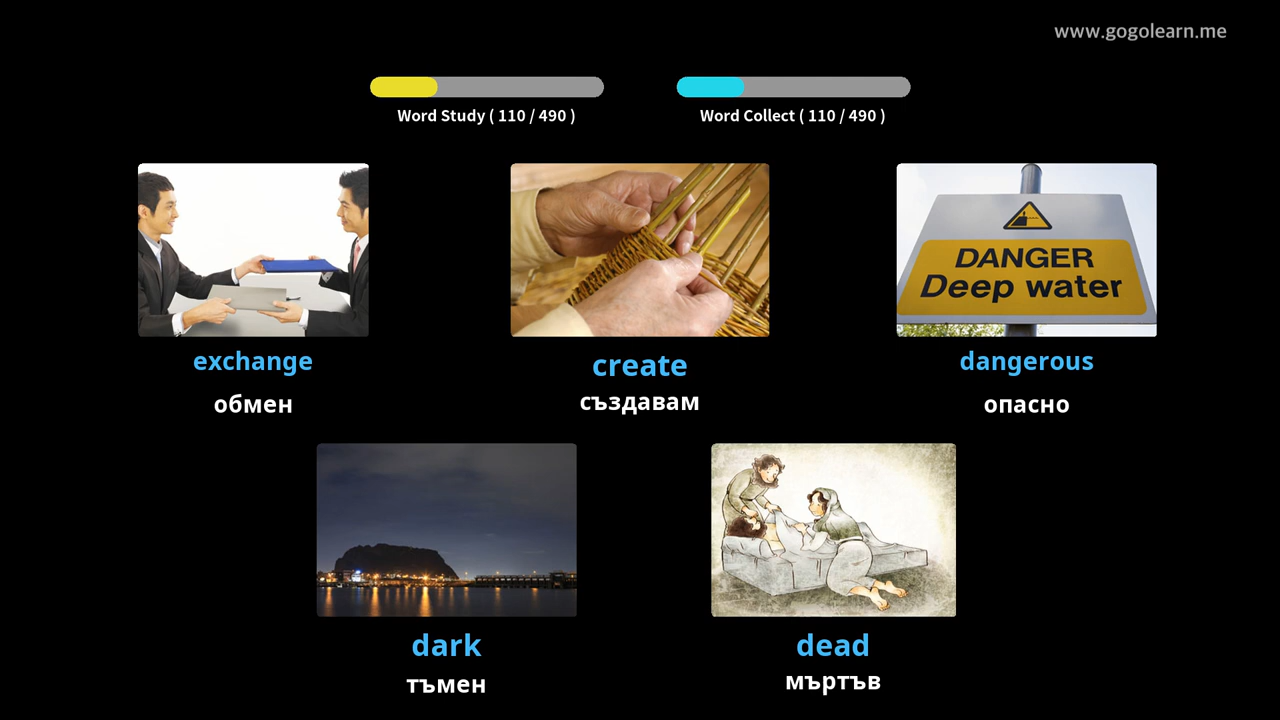 www.gogolearn.me
Word Study ( 110 / 490 )
Word Collect ( 110 / 490 )
DANGER
Deep water
exchange
create
dangerous
обмен
създавам
опасно
dark
dead
тъмен
мъртъв